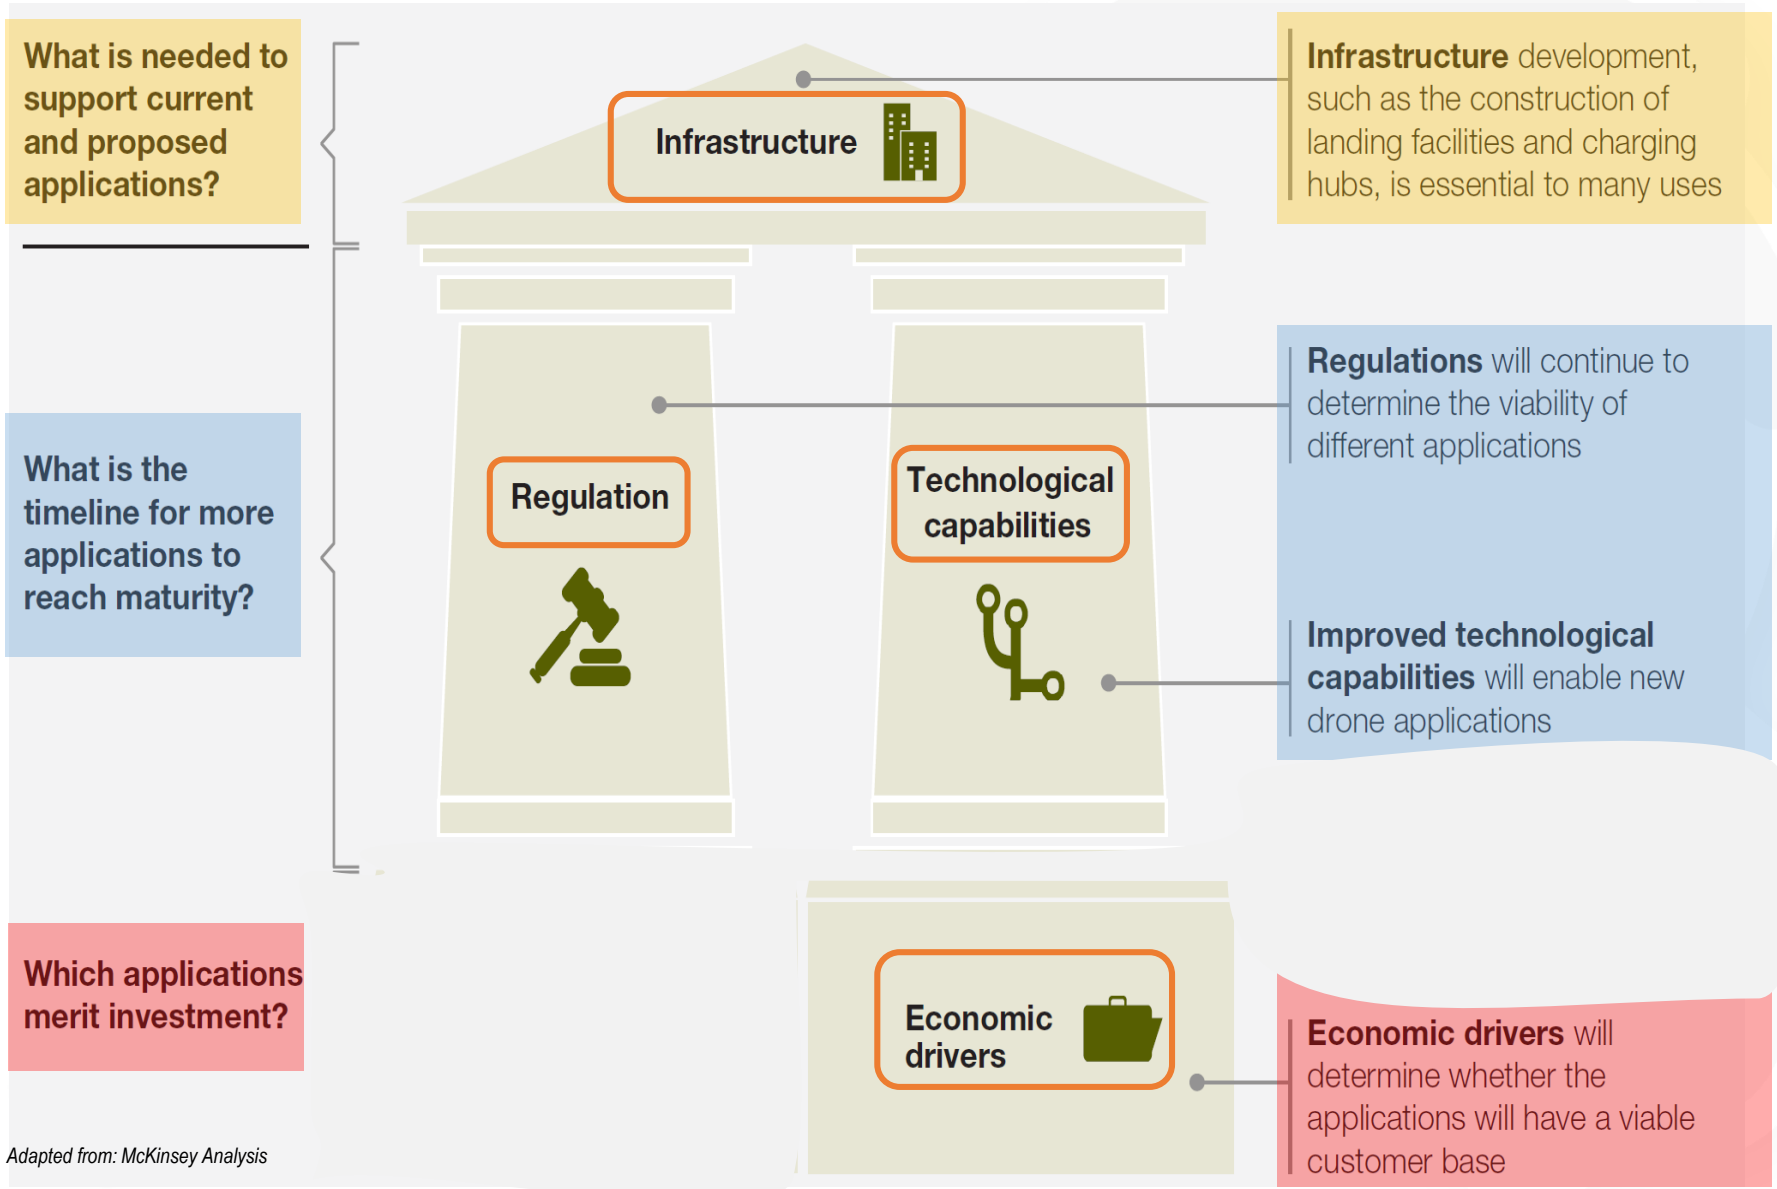 What is needed to
support current
and proposed
applications?
Infrastructure
Infrastructure development,
such as the construction of
landing facilities and charging
hubs, is essential to many uses
What is the
timeline for more
applications to
reach maturity?
Regulation
Technological
capabilities
Regulations will continue to
determine the viability of
different applications
Improved technological
capabilities will enable new
drone applications
Which applications
merit investment?
Economic
drivers
Economic drivers will
determine whether the
applications will have a viable
customer base
Adapted from: McKinsey Analysis